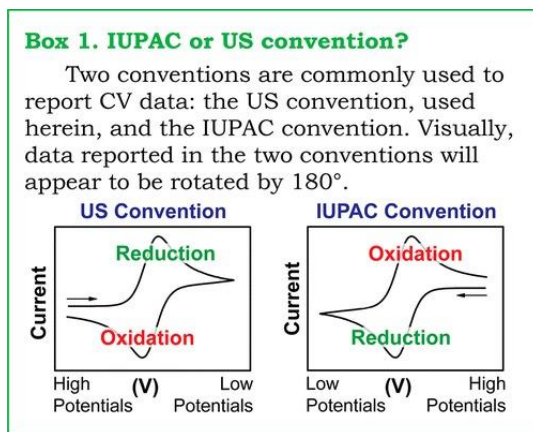 Box 1. IUPAC or US convention?
Two conventions are commonly used to
report CV data: the US convention, used
herein, and the IUPAC convention. Visually,
data reported in the two conventions will
appear to be rotated by 180°.
US Convention
Current
Reduction
Oxidation
High Potentials
(V)
Low Potentials
IUPAC Convention
Current
Oxidation
Reduction
Low Potentials
(V)
High Potentials